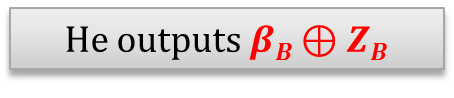 He outputs β_B ⊕ Z_B